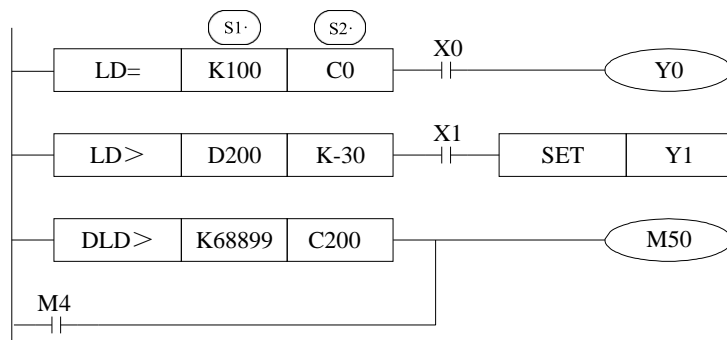 S1· S2·
LD= K100 C0 X0 Y0
LD＞ D200 K-30 X1 SET Y1
DLD＞ K68899 C200 M50
M4